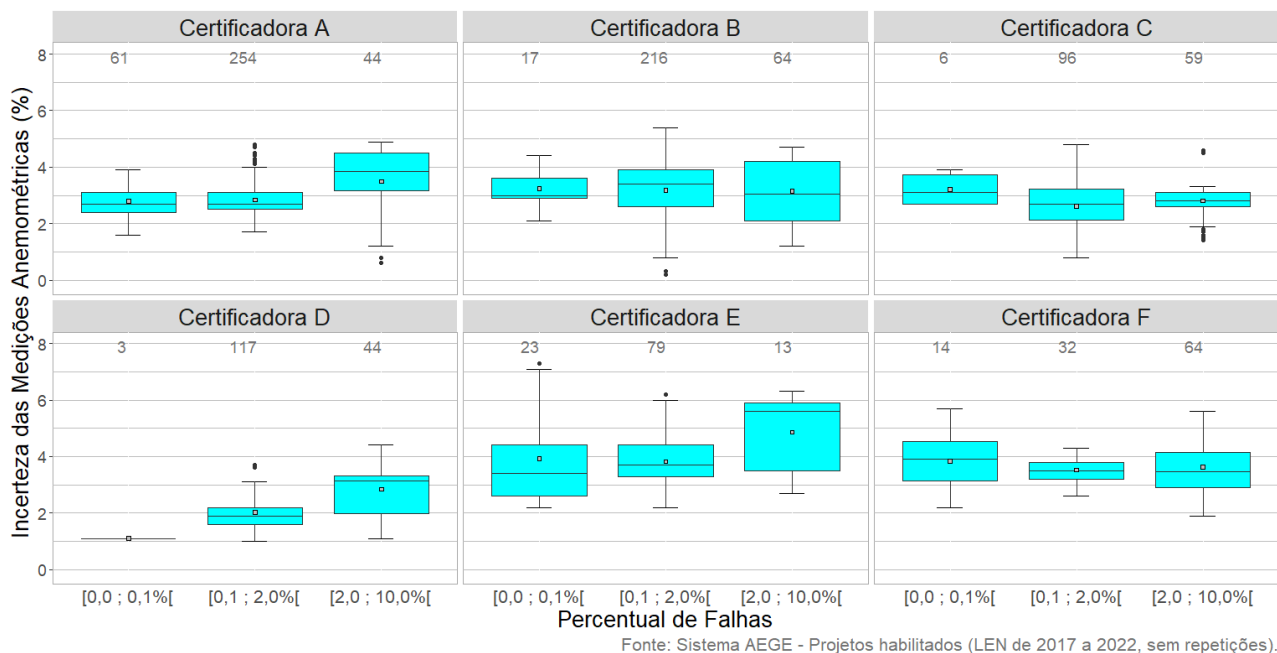 Certificadora A
Certificadora B
Certificadora C
61 254 44
17 216 64
6 96 59
8
6
4
2
0
Incerteza das Medições Anemométricas (%)
Certificadora D
Certificadora E
Certificadora F
3 117 44
23 79 13
14 32 64
8
6
4
2
0
[0,0 ; 0,1%[ [0,1 ; 2,0%[ [2,0 ; 10,0%[
[0,0 ; 0,1%[ [0,1 ; 2,0%[ [2,0 ; 10,0%[
[0,0 ; 0,1%[ [0,1 ; 2,0%[ [2,0 ; 10,0%[
Percentual de Falhas
Fonte: Sistema AEGE - Projetos habilitados (LEN de 2017 a 2022, sem repetições).